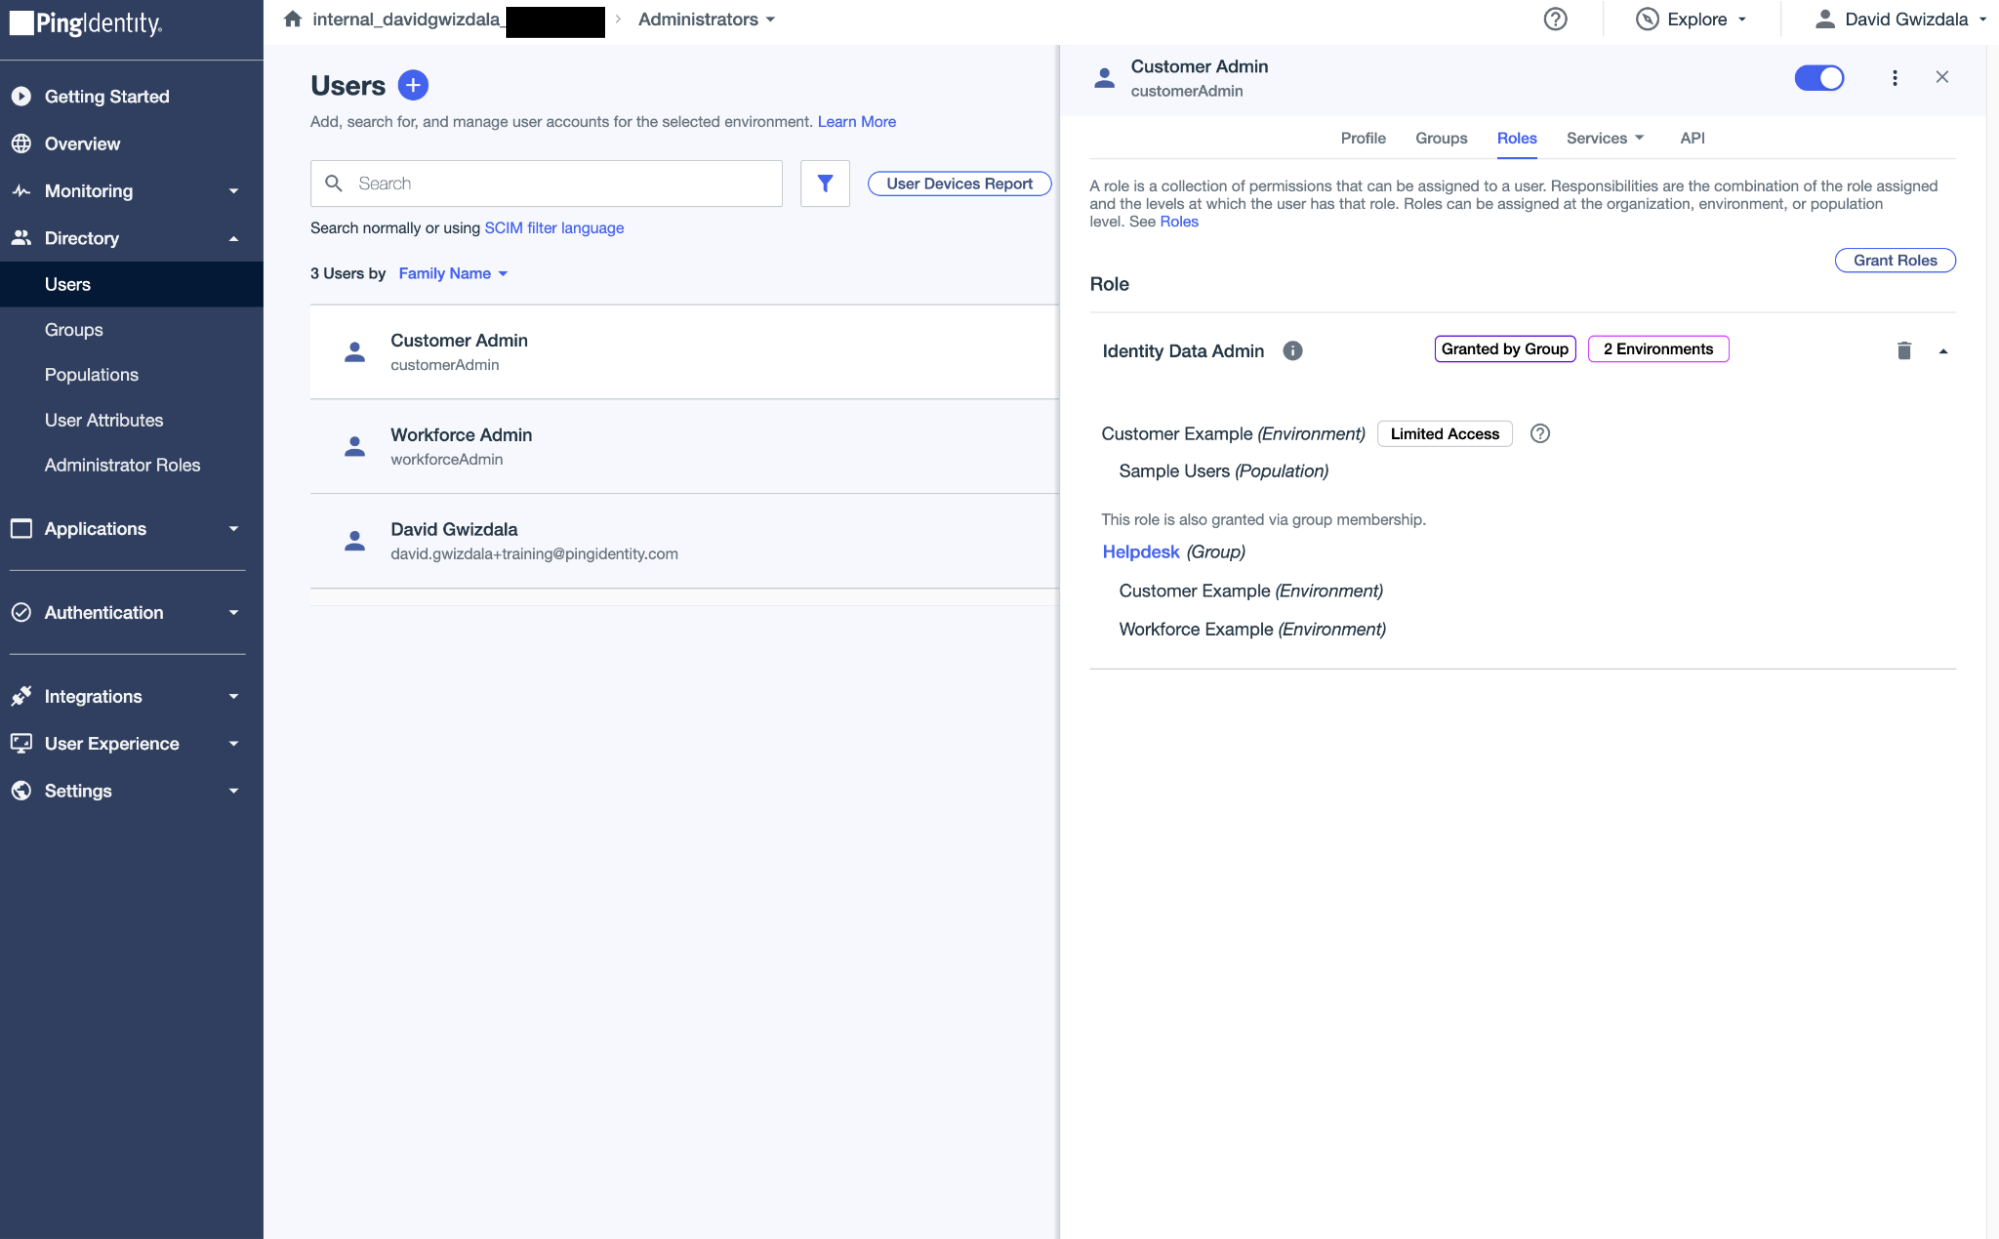 PingIdentity.
internal_davidgwizdala_
Administrators
Explore
David Gwizdala
Getting Started
Overview
Monitoring
Directory
Users
Groups
Populations
User Attributes
Administrator Roles
Applications
Authentication
Integrations
User Experience
Settings
Users
Add, search for, and manage user accounts for the selected environment. Learn More
Search
User Devices Report
Search normally or using SCIM filter language
3 Users by Family Name
Customer Admin
customerAdmin
Workforce Admin
workforceAdmin
David Gwizdala
david.gwizdala+training@pingidentity.com
Customer Admin
customerAdmin
Profile Groups Roles Services API
A role is a collection of permissions that can be assigned to a user. Responsibilities are the combination of the role assigned
and the levels at which the user has that role. Roles can be assigned at the organization, environment, or population
level. See Roles
Grant Roles
Role
Identity Data Admin Granted by Group 2 Environments
Customer Example (Environment) Limited Access
Sample Users (Population)
This role is also granted via group membership.
Helpdesk (Group)
Customer Example (Environment)
Workforce Example (Environment)